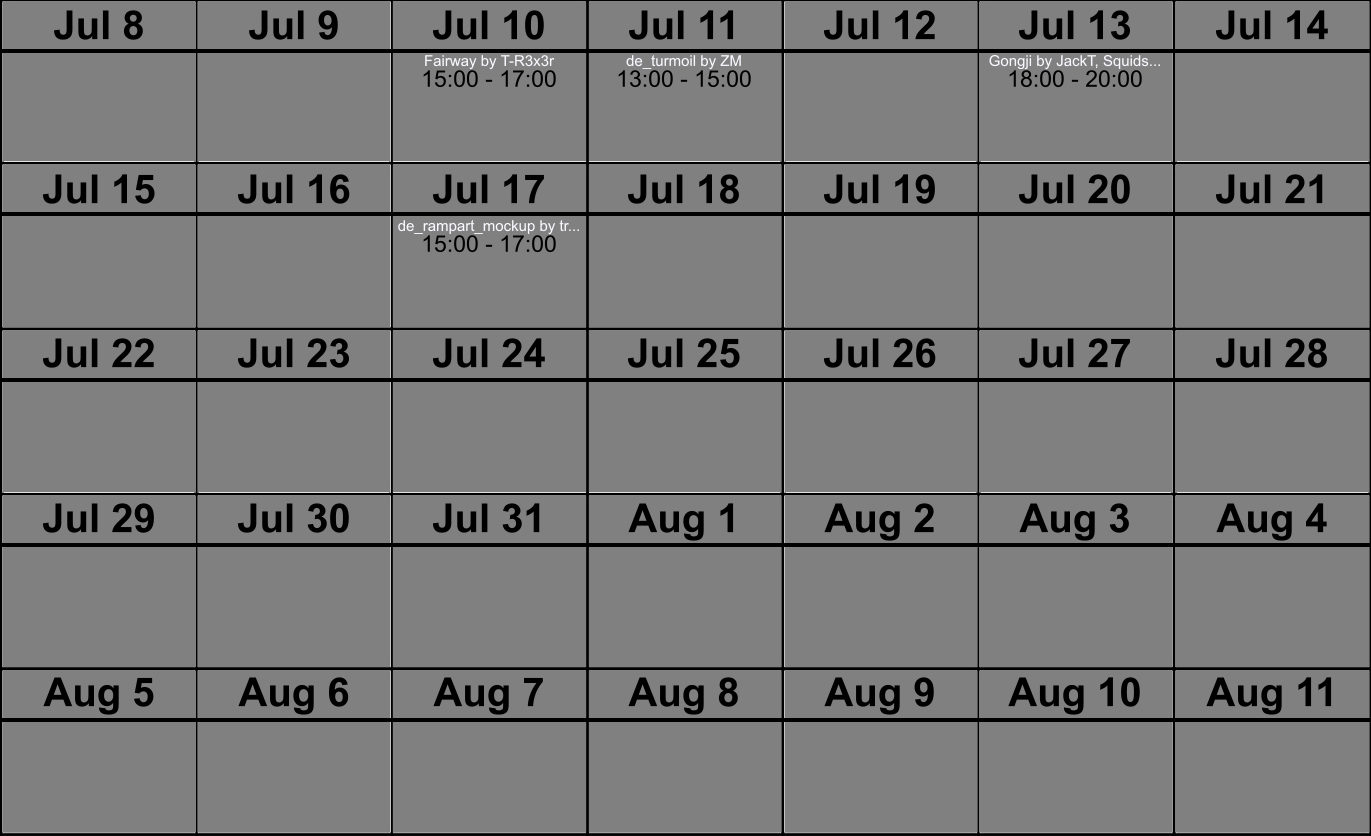 Jul 8 Jul 9 Jul 10 Jul 11 Jul 12 Jul 13 Jul 14
Fairway by T-R3x3r de_turmoil by ZM Gongji by JackT, Squids...
15:00 - 17:00 13:00 - 15:00 18:00 - 20:00
Jul 15 Jul 16 Jul 17 Jul 18 Jul 19 Jul 20 Jul 21
de_rampart_mockup by tr...
15:00 - 17:00
Jul 22 Jul 23 Jul 24 Jul 25 Jul 26 Jul 27 Jul 28
Jul 29 Jul 30 Jul 31 Aug 1 Aug 2 Aug 3 Aug 4
Aug 5 Aug 6 Aug 7 Aug 8 Aug 9 Aug 10 Aug 11